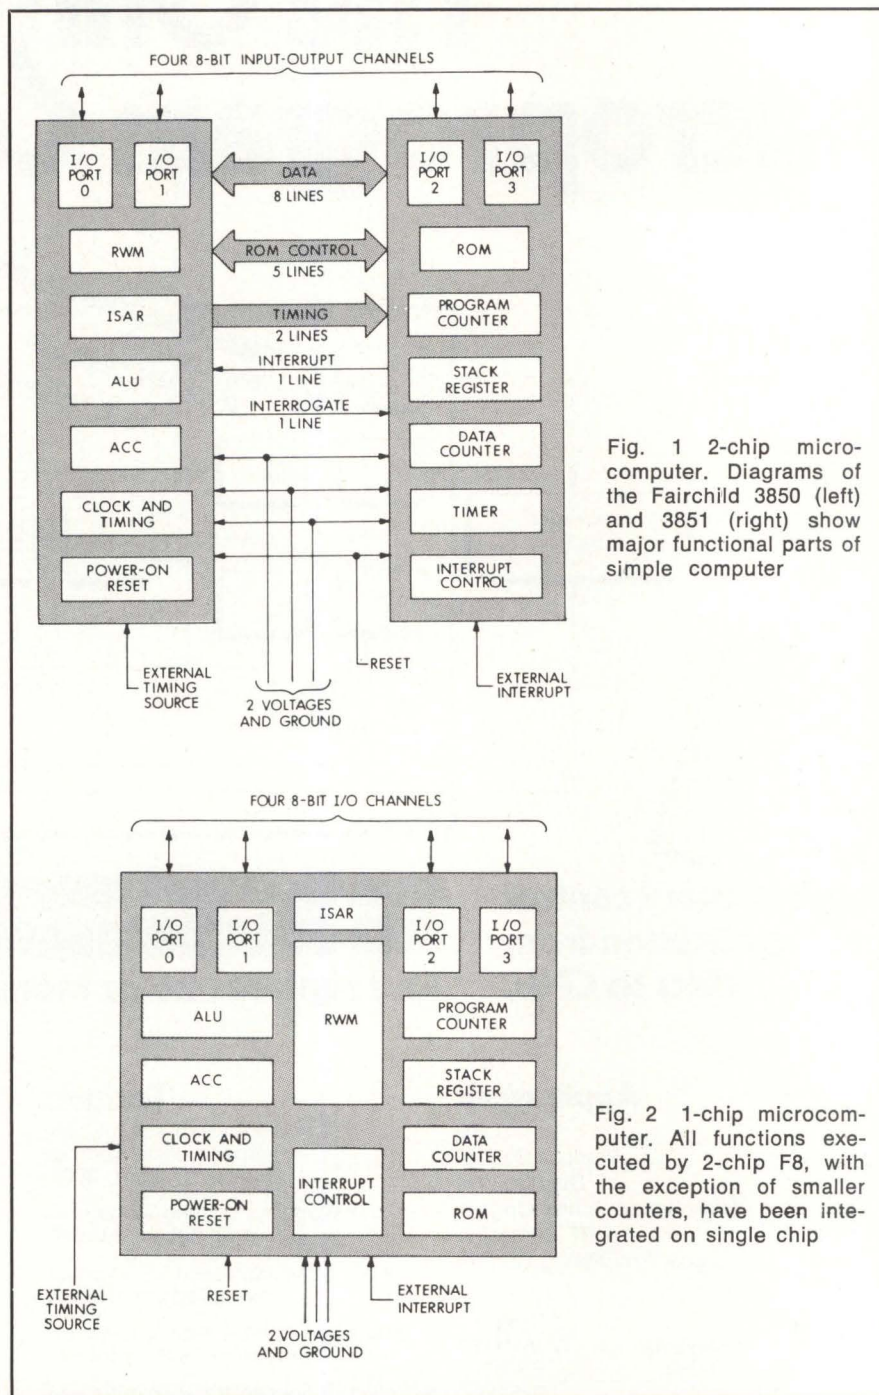 FOUR 8-BIT INPUT-OUTPUT CHANNELS
I/O
PORT
0
I/O
PORT
1
RWM
ISAR
ALU
ACC
CLOCK AND
TIMING
POWER-ON
RESET
DATA
8 LINES
ROM CONTROL
5 LINES
TIMING
2 LINES
INTERRUPT
1 LINE
INTERROGATE
1 LINE
I/O
PORT
2
I/O
PORT
3
ROM
PROGRAM
COUNTER
STACK
REGISTER
DATA
COUNTER
TIMER
INTERRUPT
CONTROL
EXTERNAL
TIMING
SOURCE
2 VOLTAGES
AND GROUND
RESET
EXTERNAL
INTERRUPT
Fig. 1 2-chip micro-
computer. Diagrams of
the Fairchild 3850 (left)
and 3851 (right) show
major functional parts of
simple computer
FOUR 8-BIT I/O CHANNELS
I/O
PORT
0
I/O
PORT
1
ALU
ACC
CLOCK AND
TIMING
POWER-ON
RESET
ISAR
RWM
INTERRUPT
CONTROL
I/O
PORT
2
I/O
PORT
3
PROGRAM
COUNTER
STACK
REGISTER
DATA
COUNTER
ROM
EXTERNAL
TIMING
SOURCE
RESET
2 VOLTAGES
AND GROUND
EXTERNAL
INTERRUPT
Fig. 2 1-chip microcom-
puter. All functions exe-
cuted by 2-chip F8, with
the exception of smaller
counters, have been inte-
grated on single chip